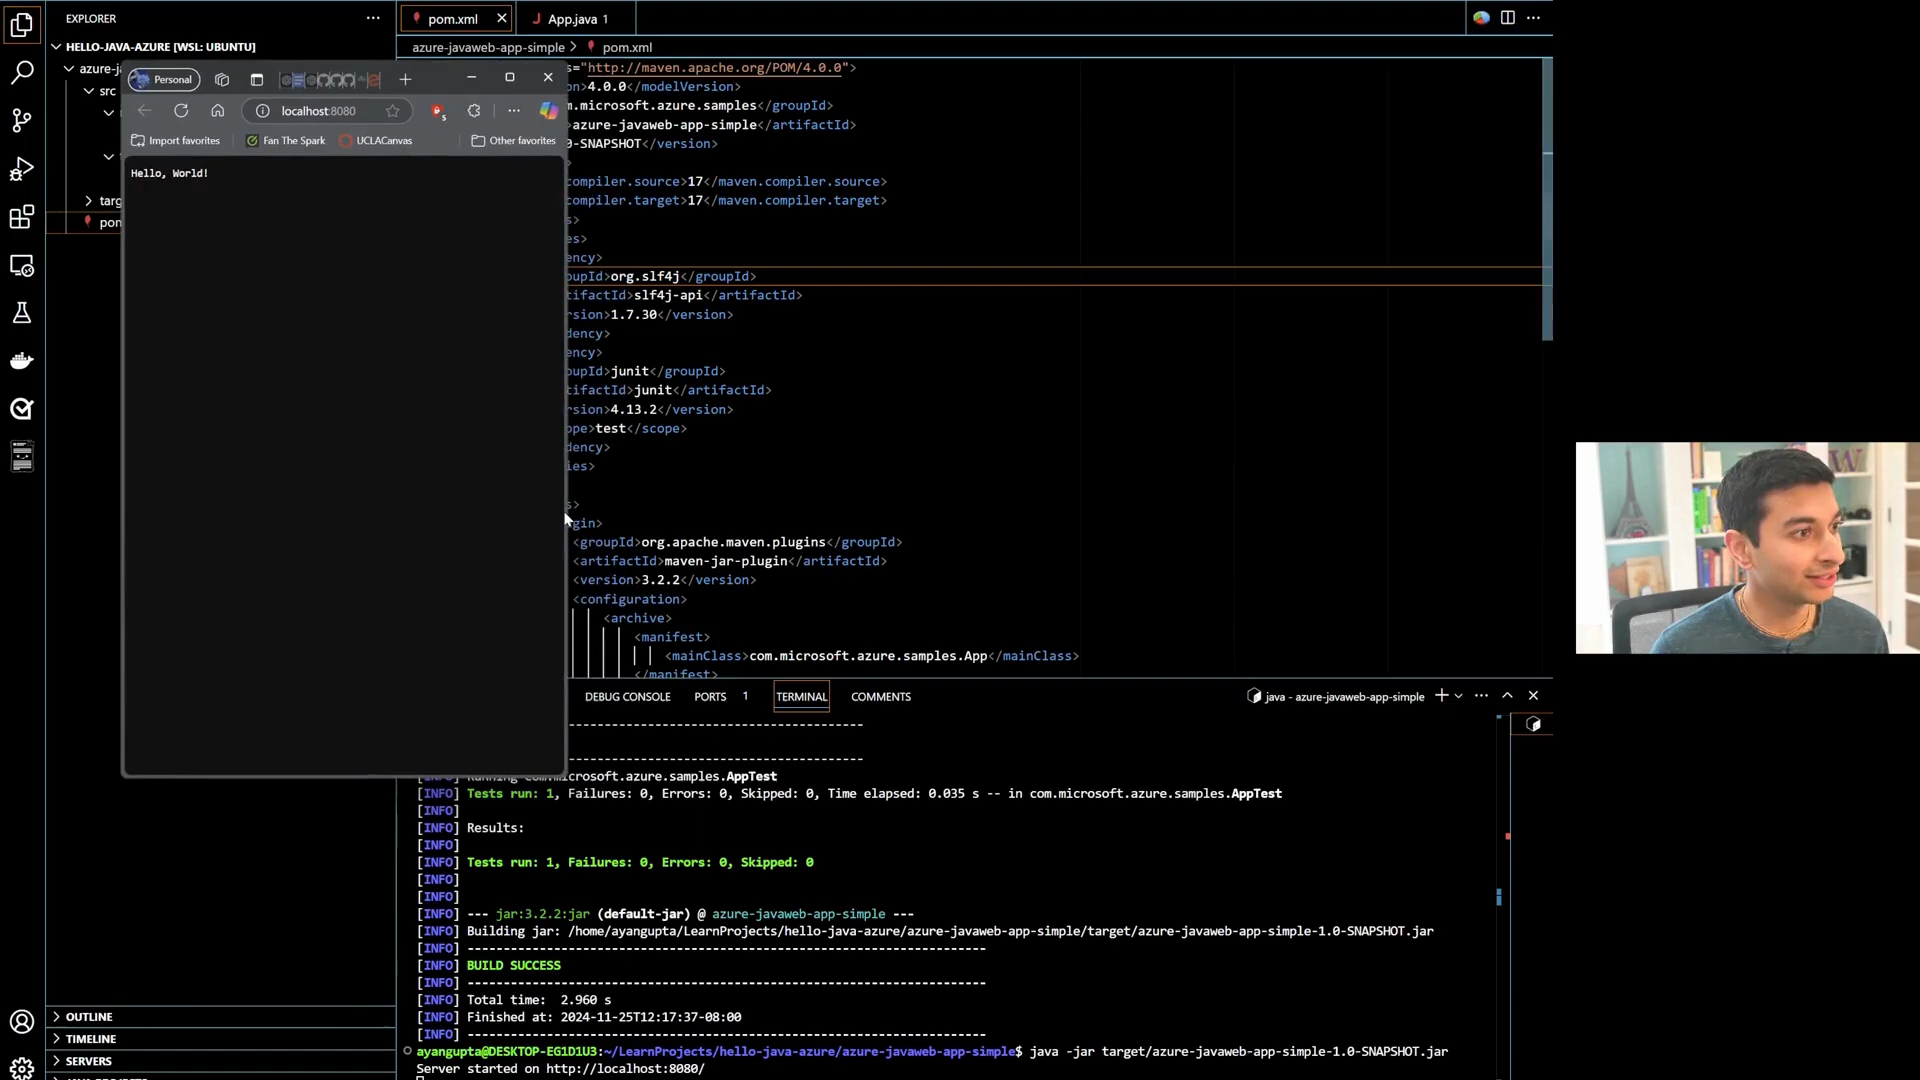 EXPLORER
HELLO-JAVA-AZURE [WSL: UBUNTU]
azure-j
src
targ
pom
OUTLINE
TIMELINE
SERVERS
Personal
localhost:8080
5
Import favorites
Fan The Spark
UCLACanvas
Other favorites
Hello, World!
pom.xml
App.java 1
azure-javaweb-app-simple > pom.xml
s="http://maven.apache.org/POM/4.0.0">
on>4.0.0</modelVersion>
m.microsoft.azure.samples</groupId>
azure-javaweb-app-simple</artifactId>
0-SNAPSHOT</version>
>
compiler.source>17</maven.compiler.source>
compiler.target>17</maven.compiler.target>
s>
es>
ency>
oupId>org.slf4j</groupId>
tifactId>slf4j-api</artifactId>
rsion>1.7.30</version>
dency>
dency>
oupId>junit</groupId>
tifactId>junit</artifactId>
rsion>4.13.2</version>
ope>test</scope>
dency>
ies>
s>
gin>
<groupId>org.apache.maven.plugins</groupId>
<artifactId>maven-jar-plugin</artifactId>
<version>3.2.2</version>
<configuration>
<archive>
<manifest>
<mainClass>com.microsoft.azure.samples.App</mainClass>
</manifest>
DEBUG CONSOLE
PORTS 1
TERMINAL
COMMENTS
java - azure-javaweb-app-simple
-------------------------------------
-------------------------------------
[INFO] Running com.microsoft.azure.samples.AppTest
[INFO] Tests run: 1, Failures: 0, Errors: 0, Skipped: 0, Time elapsed: 0.035 s -- in com.microsoft.azure.samples.AppTest
[INFO]
[INFO] Results:
[INFO]
[INFO] Tests run: 1, Failures: 0, Errors: 0, Skipped: 0
[INFO]
[INFO]
[INFO] --- jar:3.2.2:jar (default-jar) @ azure-javaweb-app-simple ---
[INFO] Building jar: /home/ayangupta/LearnProjects/hello-java-azure/azure-javaweb-app-simple/target/azure-javaweb-app-simple-1.0-SNAPSHOT.jar
[INFO] ------------------------------------------------------------------------
[INFO] BUILD SUCCESS
[INFO] ------------------------------------------------------------------------
[INFO] Total time:  2.960 s
[INFO] Finished at: 2024-11-25T12:17:37-08:00
[INFO] ------------------------------------------------------------------------
ayangupta@DESKTOP-EG1D1U3:~/LearnProjects/hello-java-azure/azure-javaweb-app-simple$ java -jar target/azure-javaweb-app-simple-1.0-SNAPSHOT.jar
Server started on http://localhost:8080/